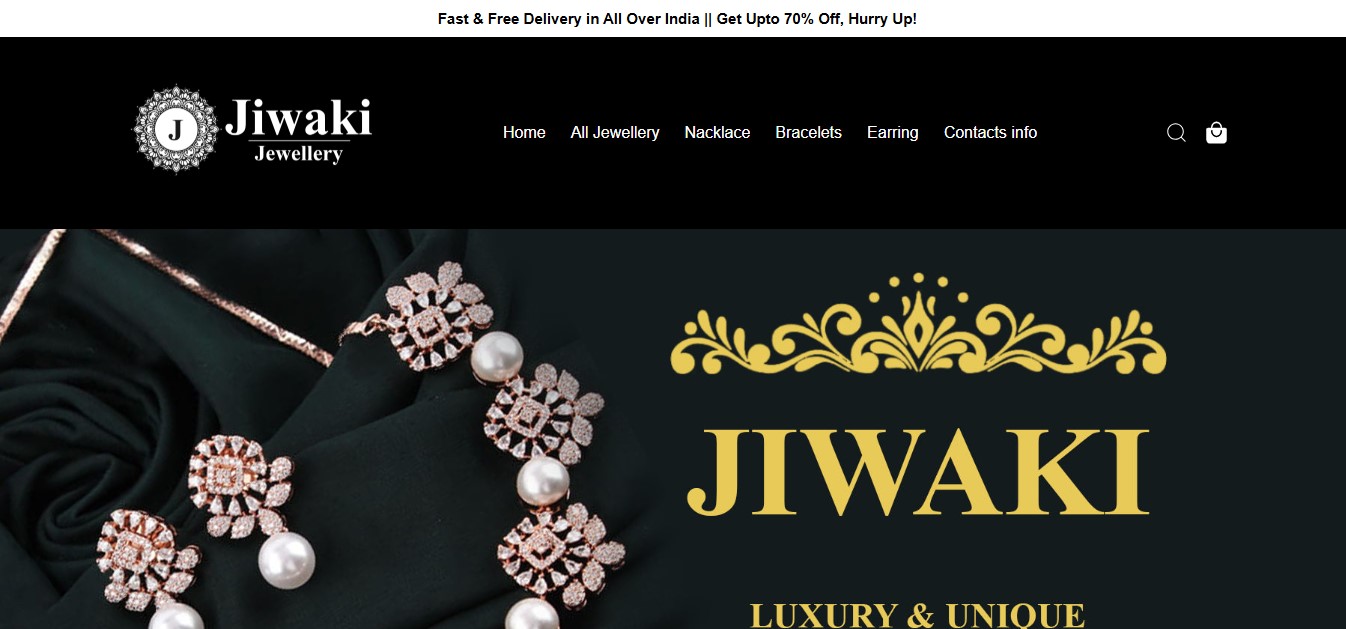 Fast & Free Delivery in All Over India || Get Upto 70% Off, Hurry Up!
J
Jiwaki
Jewellery
Home All Jewellery Nacklace Bracelets Earring Contacts info
JIWAKI
LUXURY & UNIQUE